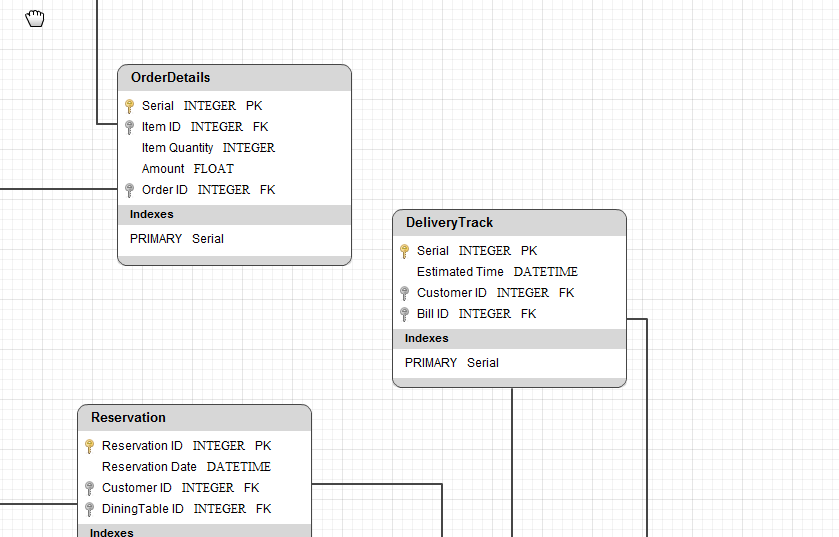 OrderDetails
Serial INTEGER PK
Item ID INTEGER FK
Item Quantity INTEGER
Amount FLOAT
Order ID INTEGER FK
Indexes
PRIMARY Serial
DeliveryTrack
Serial INTEGER PK
Estimated Time DATETIME
Customer ID INTEGER FK
Bill ID INTEGER FK
Indexes
PRIMARY Serial
Reservation
Reservation ID INTEGER PK
Reservation Date DATETIME
Customer ID INTEGER FK
DiningTable ID INTEGER FK
Indexes